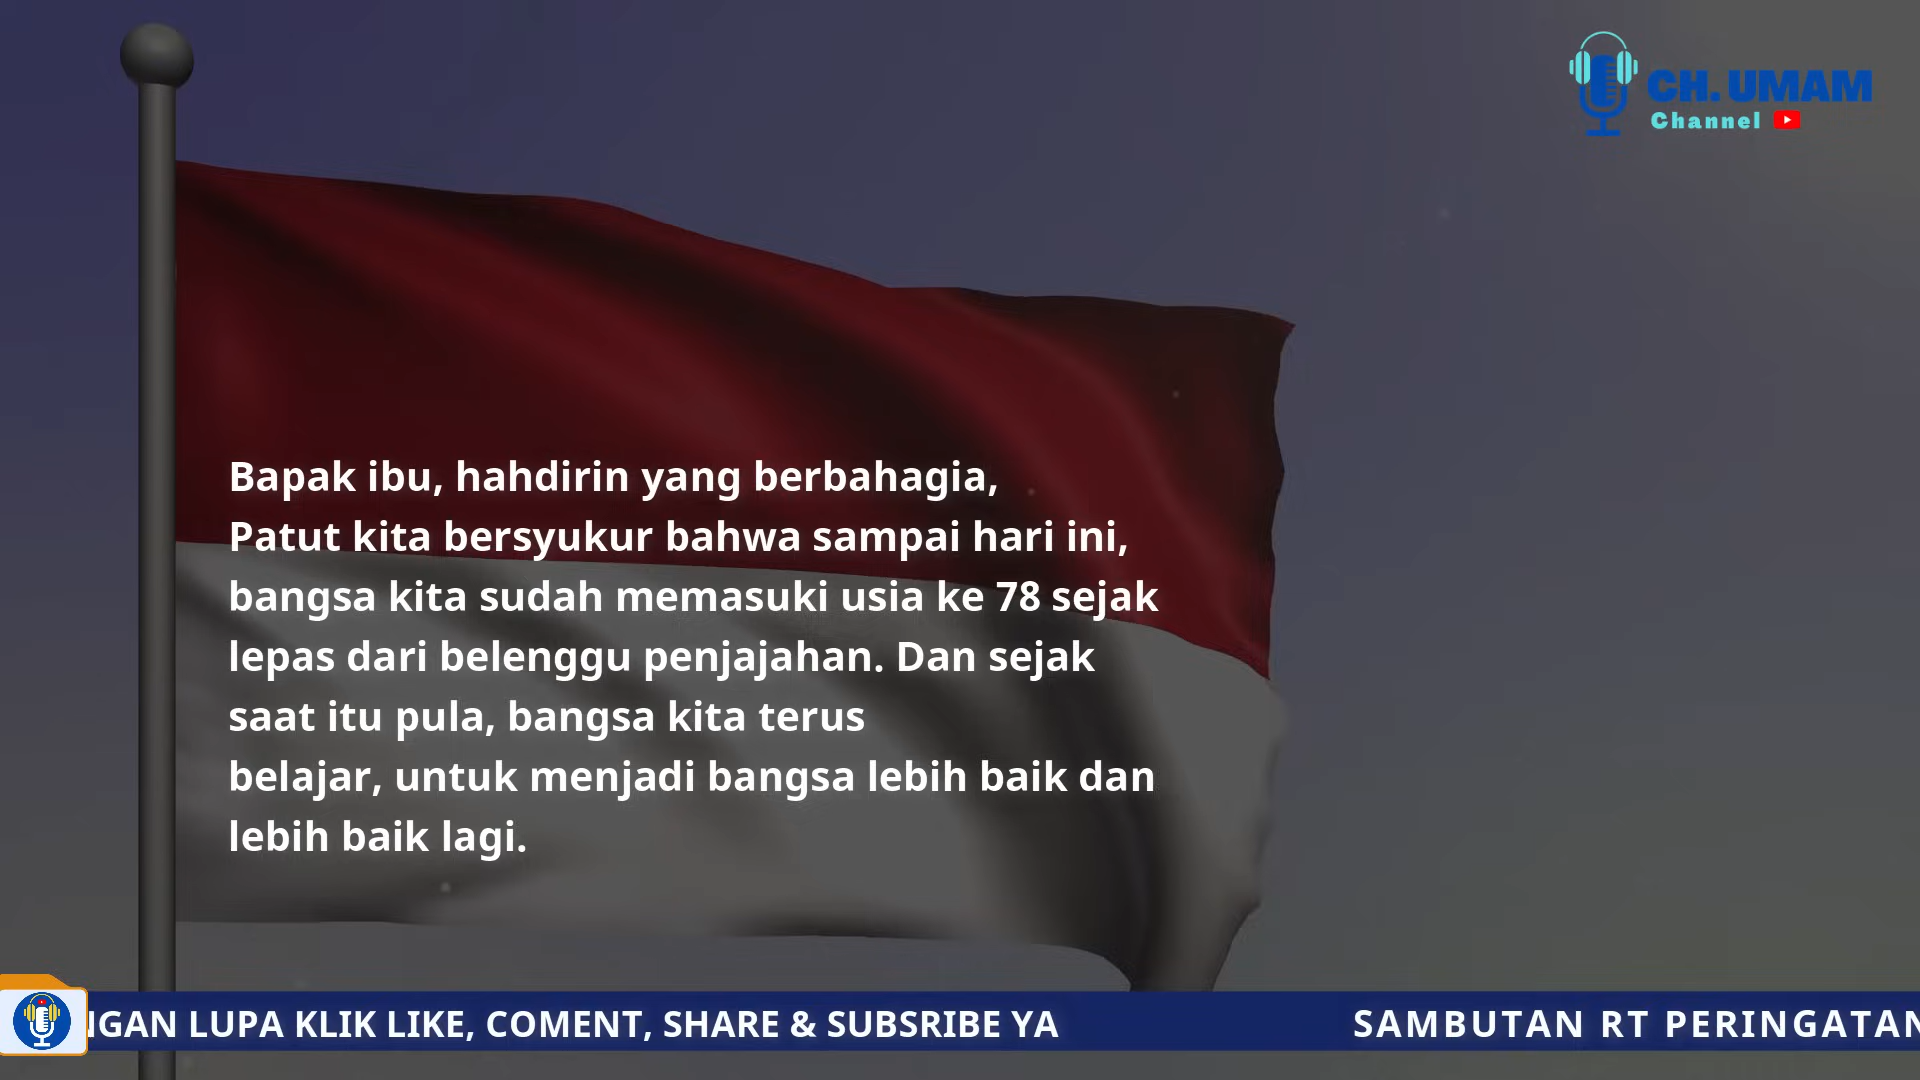 CH. UMAM
Channel
Bapak ibu, hahdirin yang berbahagia,
Patut kita bersyukur bahwa sampai hari ini,
bangsa kita sudah memasuki usia ke 78 sejak
lepas dari belenggu penjajahan. Dan sejak
saat itu pula, bangsa kita terus
belajar, untuk menjadi bangsa lebih baik dan
lebih baik lagi.
NGAN LUPA KLIK LIKE, COMENT, SHARE & SUBSRIBE YA
SAMBUTAN RT PERINGATAN